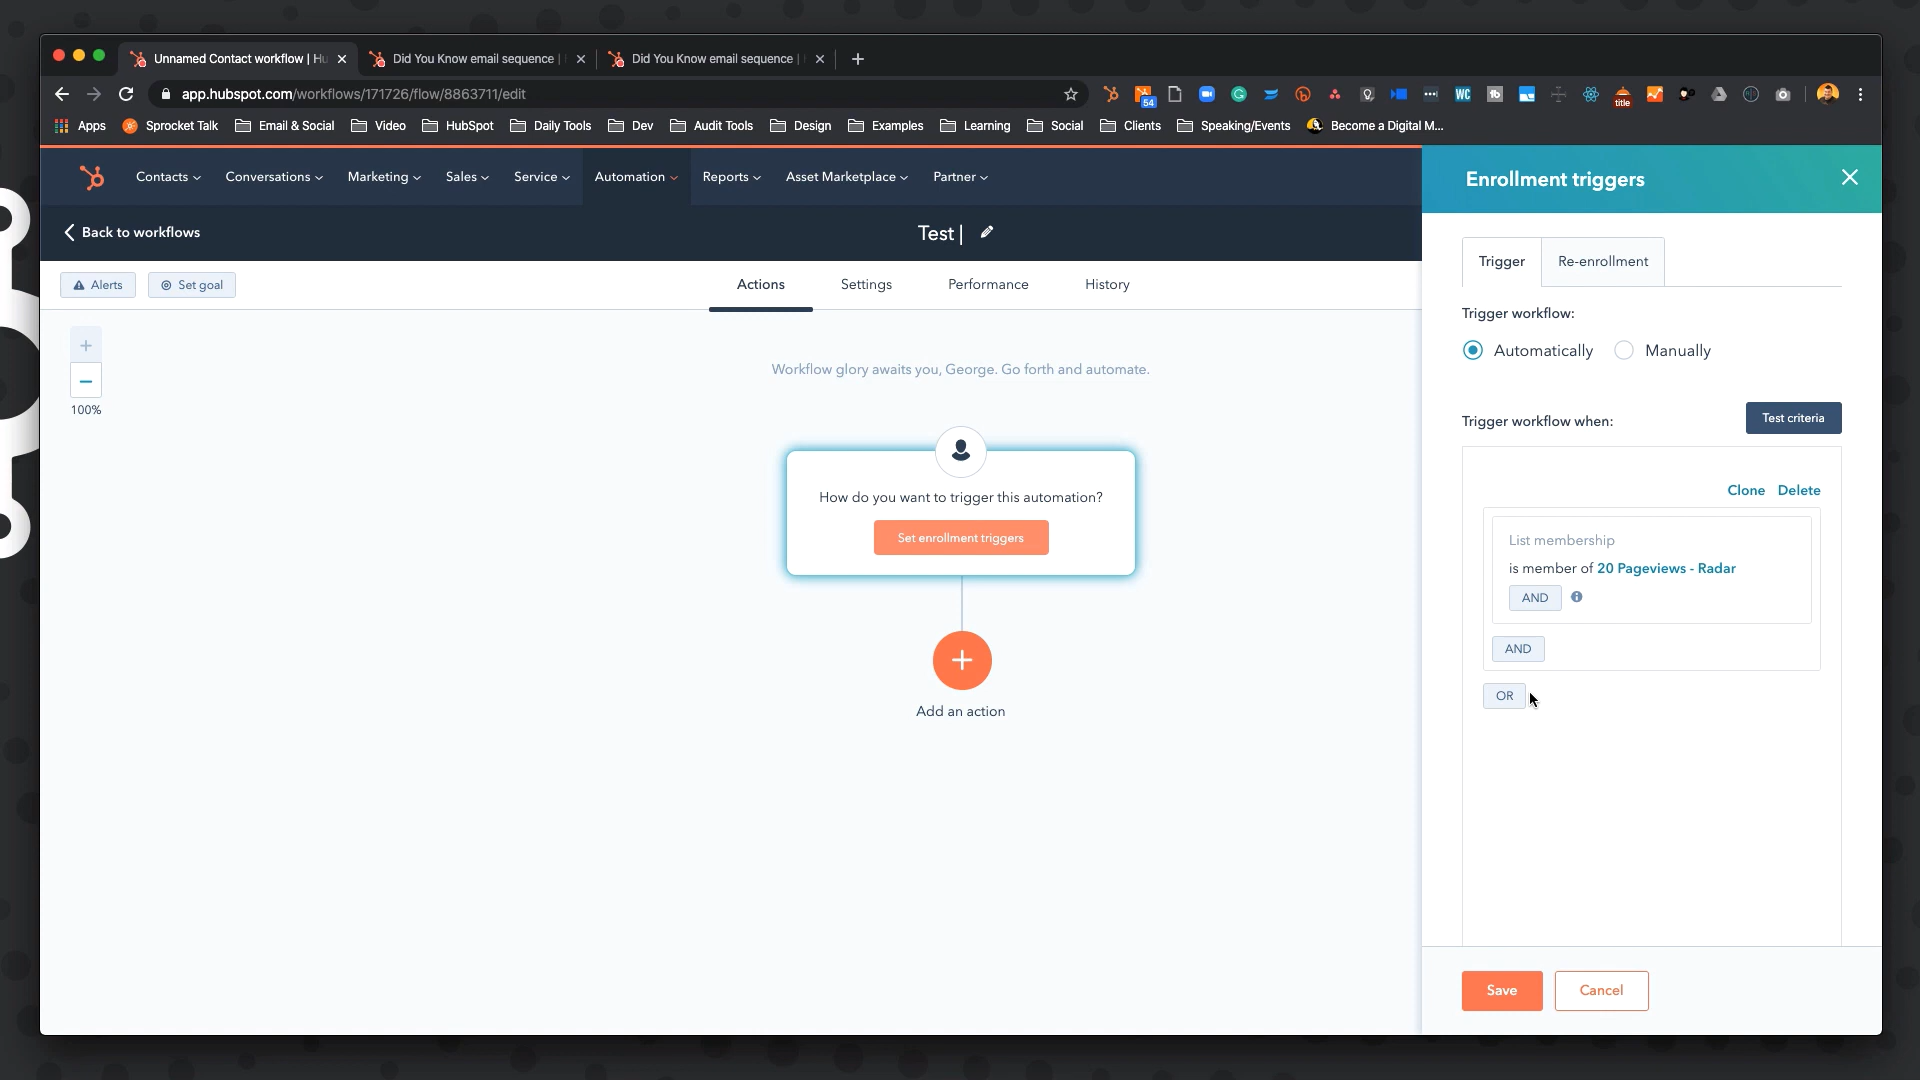 Unnamed Contact workflow | Hu
Did You Know email sequence |
Did You Know email sequence |
app.hubspot.com/workflows/171726/flow/8863711/edit
54
WC
tb
title
Apps
Sprocket Talk
Email & Social
Video
HubSpot
Daily Tools
Dev
Audit Tools
Design
Examples
Learning
Social
Clients
Speaking/Events
Become a Digital M...
Contacts
Conversations
Marketing
Sales
Service
Automation
Reports
Asset Marketplace
Partner
Back to workflows
Test |
Alerts
Set goal
Actions
Settings
Performance
History
100%
Workflow glory awaits you, George. Go forth and automate.
How do you want to trigger this automation?
Set enrollment triggers
Add an action
Enrollment triggers
Trigger
Re-enrollment
Trigger workflow:
Automatically
Manually
Trigger workflow when:
Test criteria
Clone Delete
List membership
is member of 20 Pageviews - Radar
AND
AND
OR
Save
Cancel